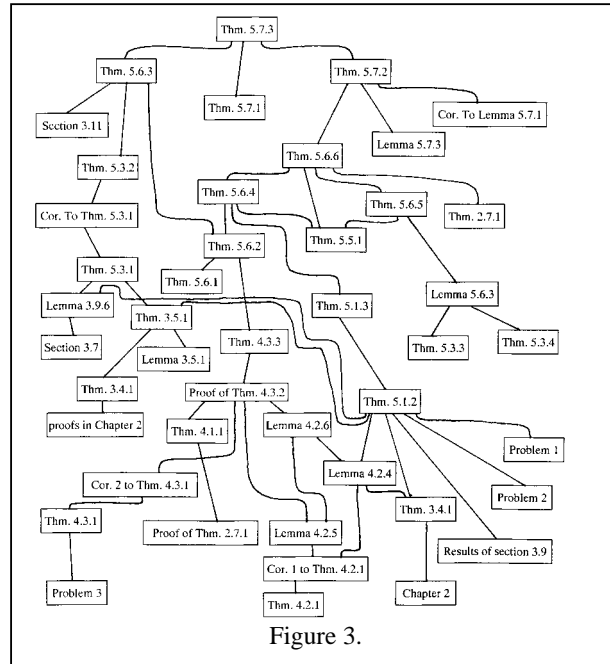 Thm. 5.7.3
Thm. 5.6.3
Thm. 5.7.2
Thm. 5.7.1
Cor. To Lemma 5.7.1
Section 3.11
Lemma 5.7.3
Thm. 5.6.6
Thm. 5.3.2
Thm. 5.6.4
Thm. 5.6.5
Thm. 2.7.1
Cor. To Thm. 5.3.1
Thm. 5.5.1
Thm. 5.6.2
Thm. 5.3.1
Thm. 5.6.1
Lemma 5.6.3
Lemma 3.9.6
Thm. 5.1.3
Thm. 3.5.1
Thm. 5.3.3
Thm. 5.3.4
Section 3.7
Lemma 3.5.1
Thm. 4.3.3
Thm. 3.4.1
Proof of Thm. 4.3.2
Thm. 5.1.2
proofs in Chapter 2
Thm. 4.1.1
Lemma 4.2.6
Problem 1
Lemma 4.2.4
Cor. 2 to Thm. 4.3.1
Problem 2
Thm. 3.4.1
Thm. 4.3.1
Proof of Thm. 2.7.1
Lemma 4.2.5
Results of section 3.9
Cor. 1 to Thm. 4.2.1
Problem 3
Chapter 2
Thm. 4.2.1
Figure 3.